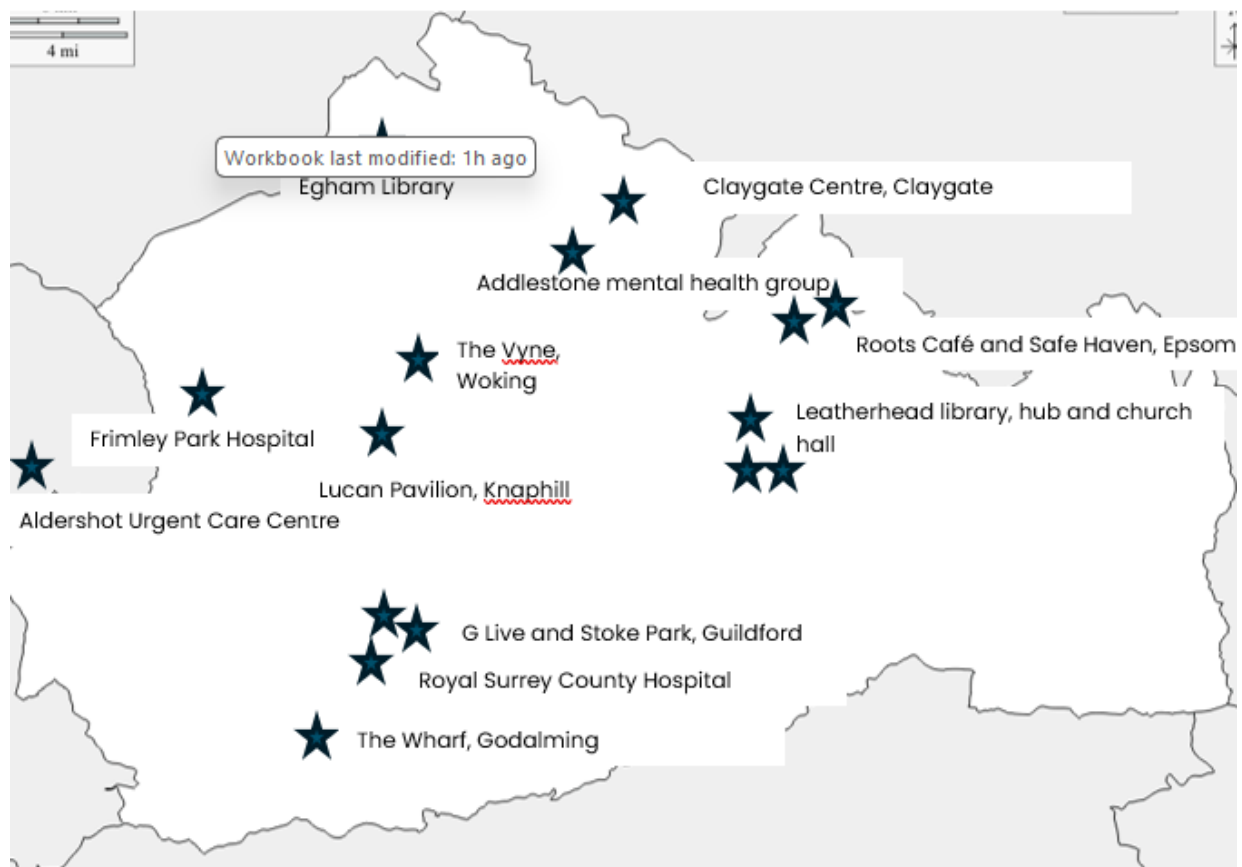 4 mi
Workbook last modified: 1h ago
Egham Library
Claygate Centre, Claygate
Addlestone mental health group
Roots Café and Safe Haven, Epsom
The Vyne,
Woking
Leatherhead library, hub and church
hall
Frimley Park Hospital
Lucan Pavilion, Knaphill
Aldershot Urgent Care Centre
G Live and Stoke Park, Guildford
Royal Surrey County Hospital
The Wharf, Godalming